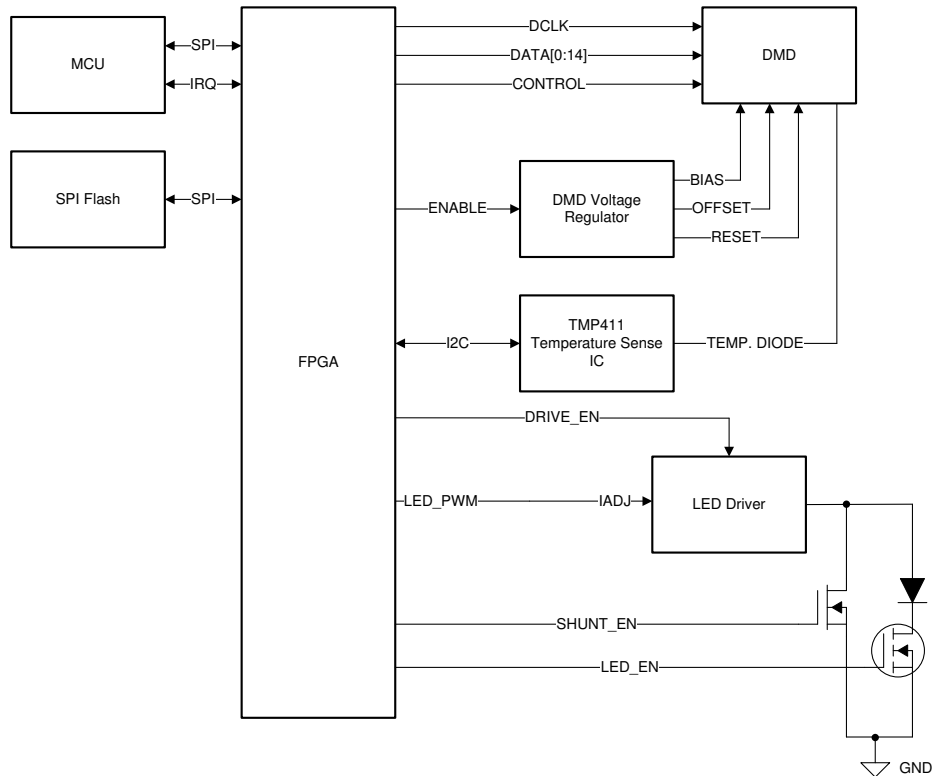 DCLK
DATA[0:14]
CONTROL
DMD
MCU
SPI
IRQ
SPI Flash
SPI
FPGA
ENABLE
DMD Voltage
Regulator
BIAS
OFFSET
RESET
I2C
TMP411
Temperature Sense
IC
TEMP. DIODE
DRIVE_EN
LED_PWM
IADJ
LED Driver
SHUNT_EN
LED_EN
GND